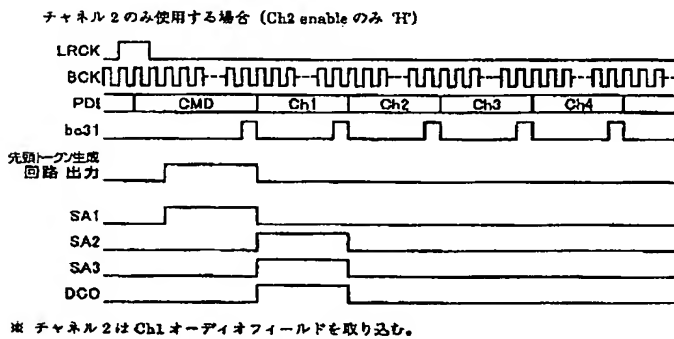 チャネル2のみ使用する場合 (Ch2 enable のみ 'H')
LRCK
BCK
PDI CMD Ch1 Ch2 Ch3 Ch4
bc31
先頭トークン生成
回路 出力
SA1
SA2
SA3
DCO
※ チャネル2は Ch1 オーディオフィールドを取り込む。